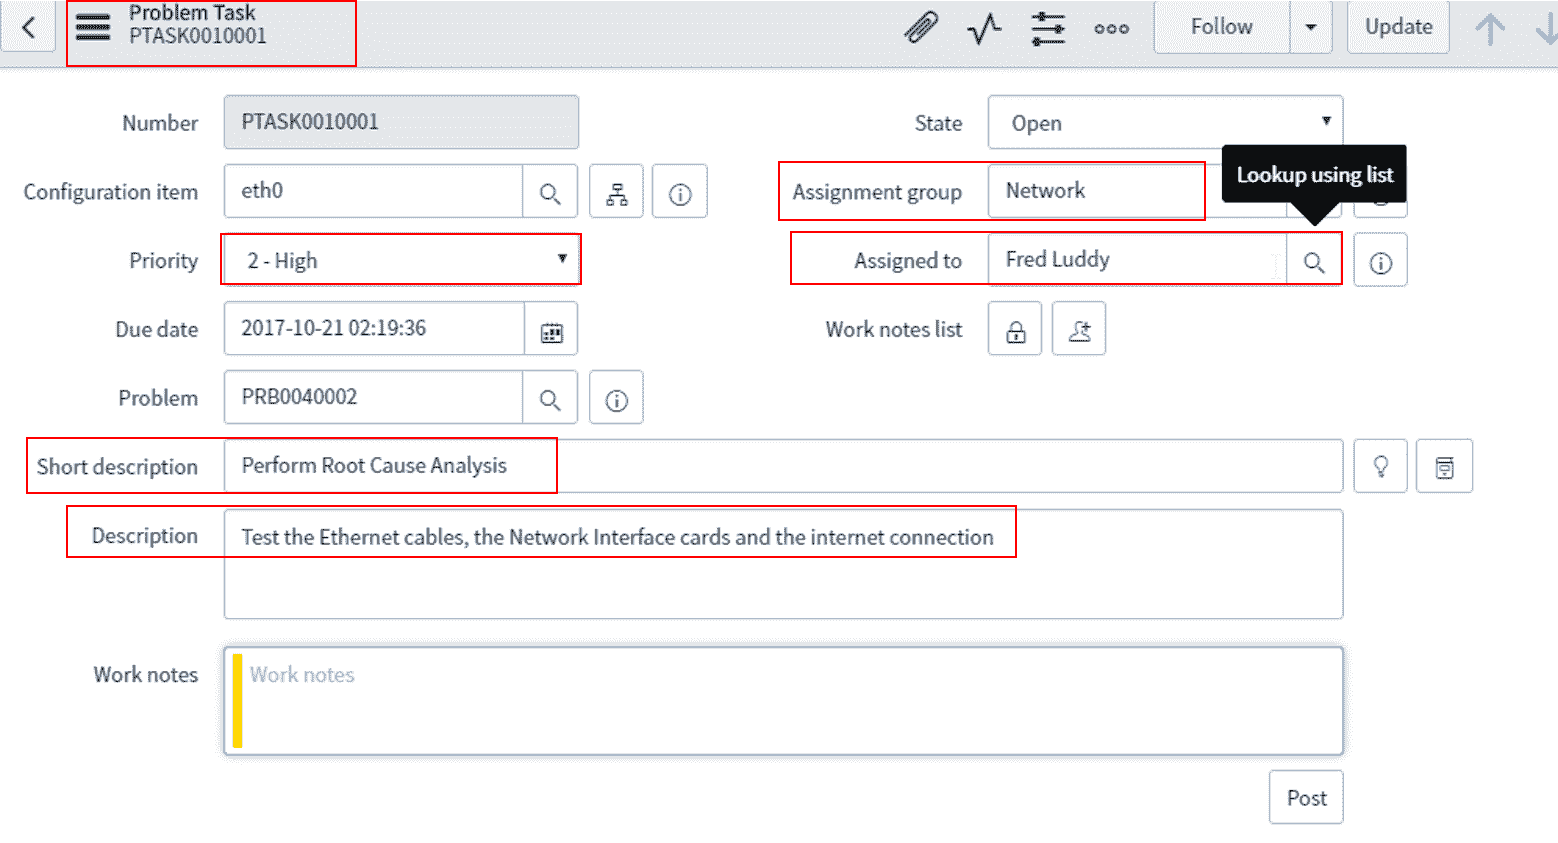 Problem Task
PTASK0010001
Follow
Update
Number PTASK0010001
State Open
Configuration item eth0
Assignment group Network
Lookup using list
Priority 2 - High
Assigned to Fred Luddy
Due date 2017-10-21 02:19:36
Work notes list
Problem PRB0040002
Short description Perform Root Cause Analysis
Description Test the Ethernet cables, the Network Interface cards and the internet connection
Work notes Work notes
Post